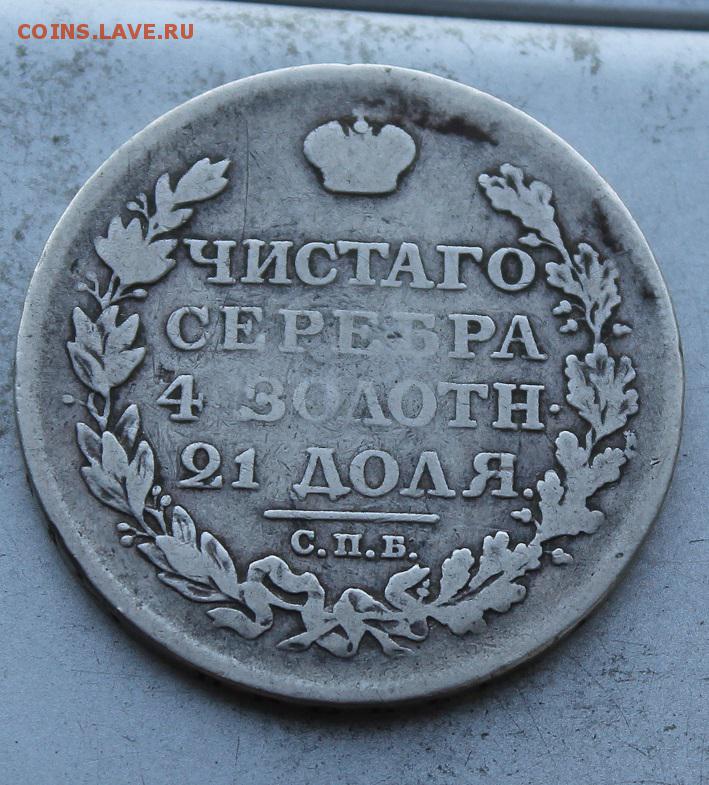 COINS.LAVE.RU
ЧИСТАГО
СЕРЕБРА
4 ЗОЛОТН.
21 ДОЛЯ.
С.П.Б.